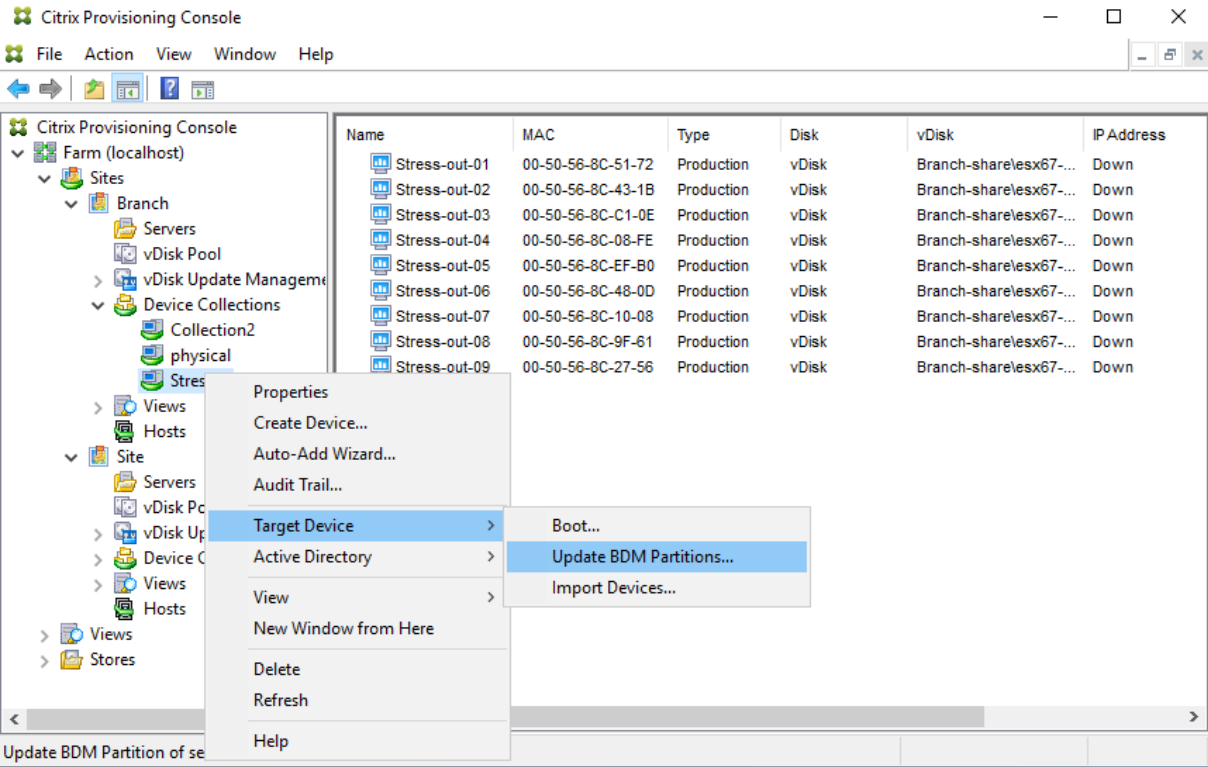 Citrix Provisioning Console
File Action View Window Help
Citrix Provisioning Console
Farm (localhost)
Sites
Branch
Servers
vDisk Pool
vDisk Update Manageme
Device Collections
Collection2
physical
Stres
Views
Hosts
Site
Servers
vDisk Po
vDisk Up
Device C
Views
Hosts
Views
Stores
Name MAC Type Disk vDisk IP Address
Stress-out-01 00-50-56-8C-51-72 Production vDisk Branch-share\esx67-... Down
Stress-out-02 00-50-56-8C-43-1B Production vDisk Branch-share\esx67-... Down
Stress-out-03 00-50-56-8C-C1-0E Production vDisk Branch-share\esx67-... Down
Stress-out-04 00-50-56-8C-08-FE Production vDisk Branch-share\esx67-... Down
Stress-out-05 00-50-56-8C-EF-B0 Production vDisk Branch-share\esx67-... Down
Stress-out-06 00-50-56-8C-48-0D Production vDisk Branch-share\esx67-... Down
Stress-out-07 00-50-56-8C-10-08 Production vDisk Branch-share\esx67-... Down
Stress-out-08 00-50-56-8C-9F-61 Production vDisk Branch-share\esx67-... Down
Stress-out-09 00-50-56-8C-27-56 Production vDisk Branch-share\esx67-... Down
Properties
Create Device...
Auto-Add Wizard...
Audit Trail...
Target Device
Active Directory
View
New Window from Here
Delete
Refresh
Help
Boot...
Update BDM Partitions...
Import Devices...
Update BDM Partition of se